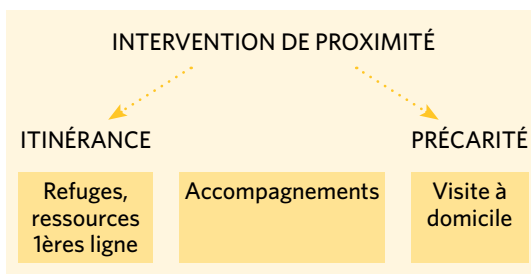 INTERVENTION DE PROXIMITÉ
ITINÉRANCE
PRÉCARITÉ
Refuges,
ressources
1ères ligne
Accompagnements
Visite à
domicile